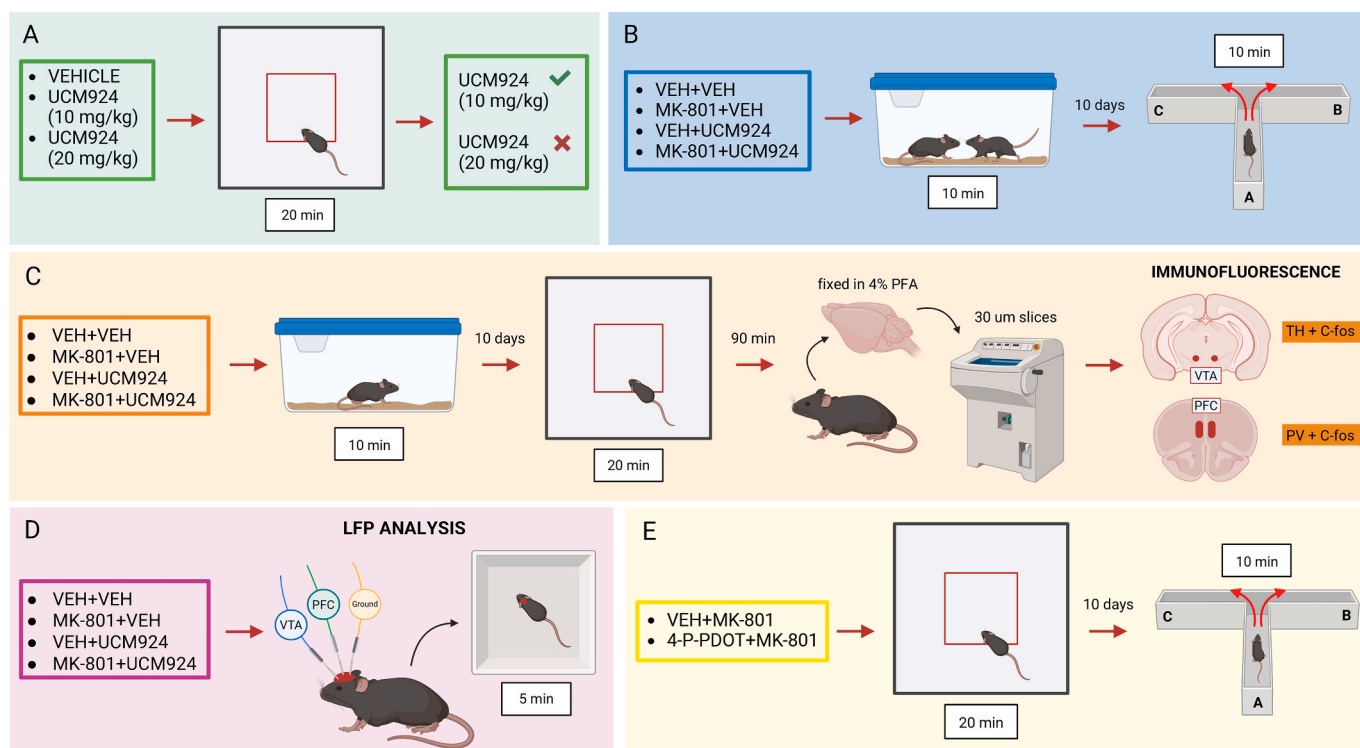 A
• VEHICLE
• UCM924
(10 mg/kg)
• UCM924
(20 mg/kg)
20 min
UCM924
(10 mg/kg)
UCM924
(20 mg/kg)
B
• VEH+VEH
• MK-801+VEH
• VEH+UCM924
• MK-801+UCM924
10 min
10 days
10 min
C
B
A
C
• VEH+VEH
• MK-801+VEH
• VEH+UCM924
• MK-801+UCM924
10 min
10 days
20 min
90 min
fixed in 4% PFA
30 um slices
IMMUNOFLUORESCENCE
VTA
TH + C-fos
PFC
PV + C-fos
D
LFP ANALYSIS
• VEH+VEH
• MK-801+VEH
• VEH+UCM924
• MK-801+UCM924
VTA
PFC
Ground
5 min
E
• VEH+MK-801
• 4-P-PDOT+MK-801
20 min
10 days
10 min
C
B
A